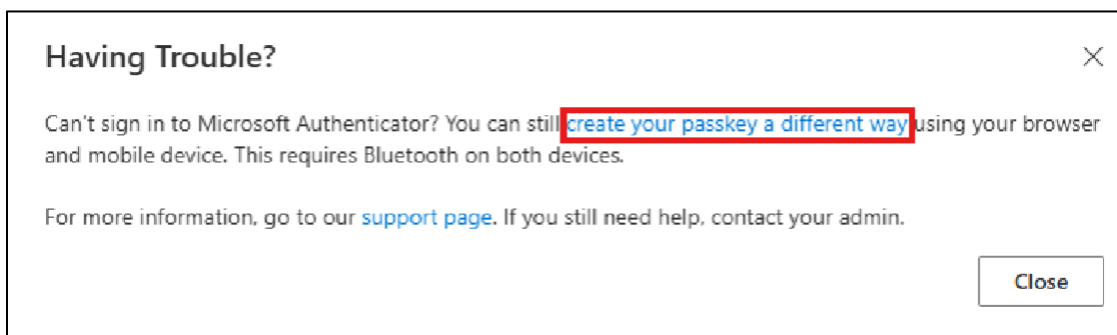 Having Trouble?
Can't sign in to Microsoft Authenticator? You can still create your passkey a different way using your browser
and mobile device. This requires Bluetooth on both devices.
For more information, go to our support page. If you still need help, contact your admin.
Close